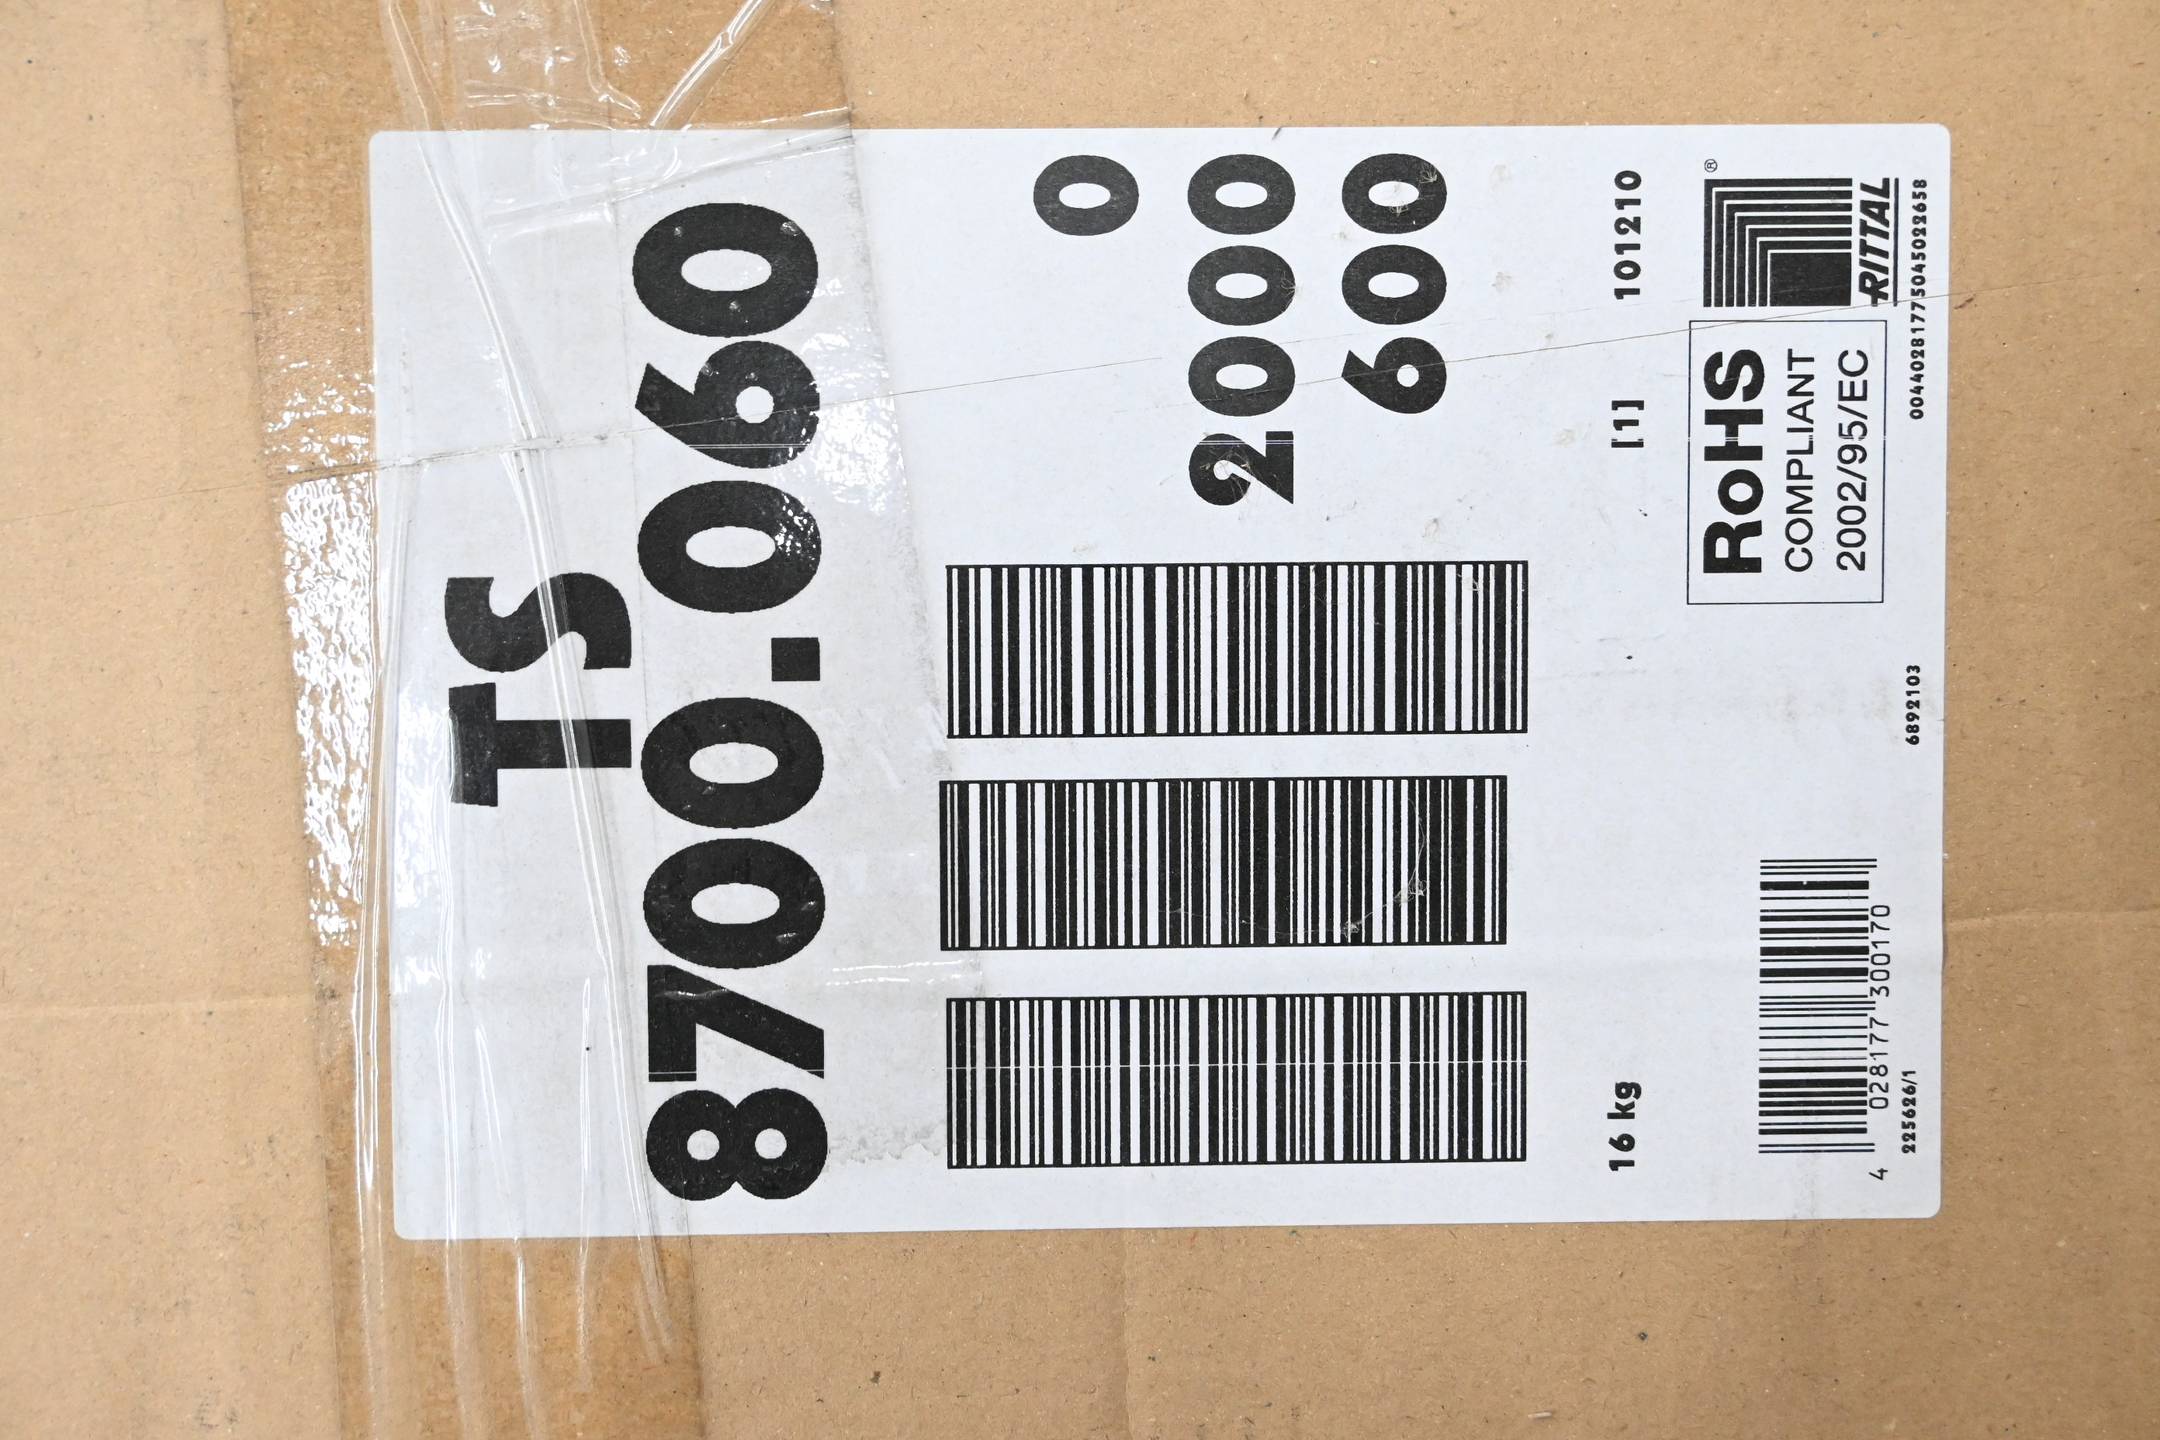 TS
8700.060
0
2000
600
16 kg
[1]
101210
RoHS
COMPLIANT
2002/95/EC
®
RITTAL
4 028177 300170
225626/1
6892103
00440281775045022658